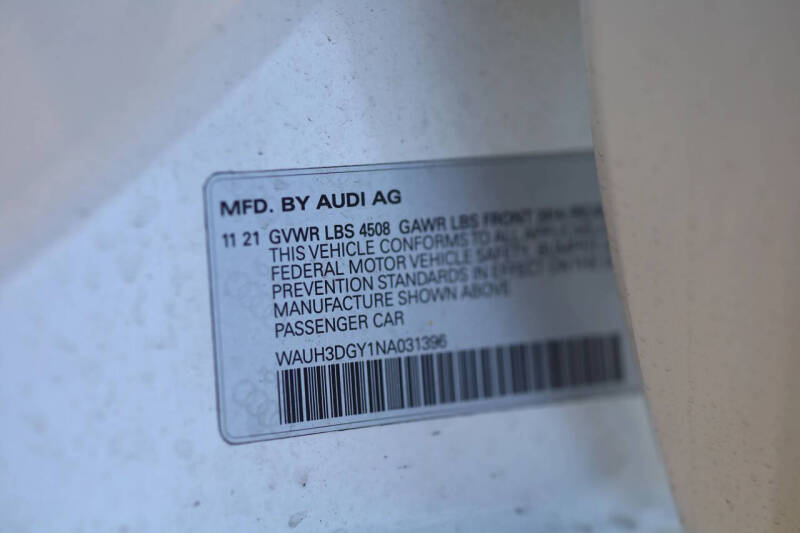 MFD. BY AUDI AG
11 21 GVWR LBS 4508 GAWR LBS FRONT
THIS VEHICLE CONFORMS TO ALL
FEDERAL MOTOR VEHICLE SAFETY,
PREVENTION STANDARDS IN EFFECT ON THE
MANUFACTURE SHOWN ABOVE
PASSENGER CAR
WAUH3DGY1NA031396